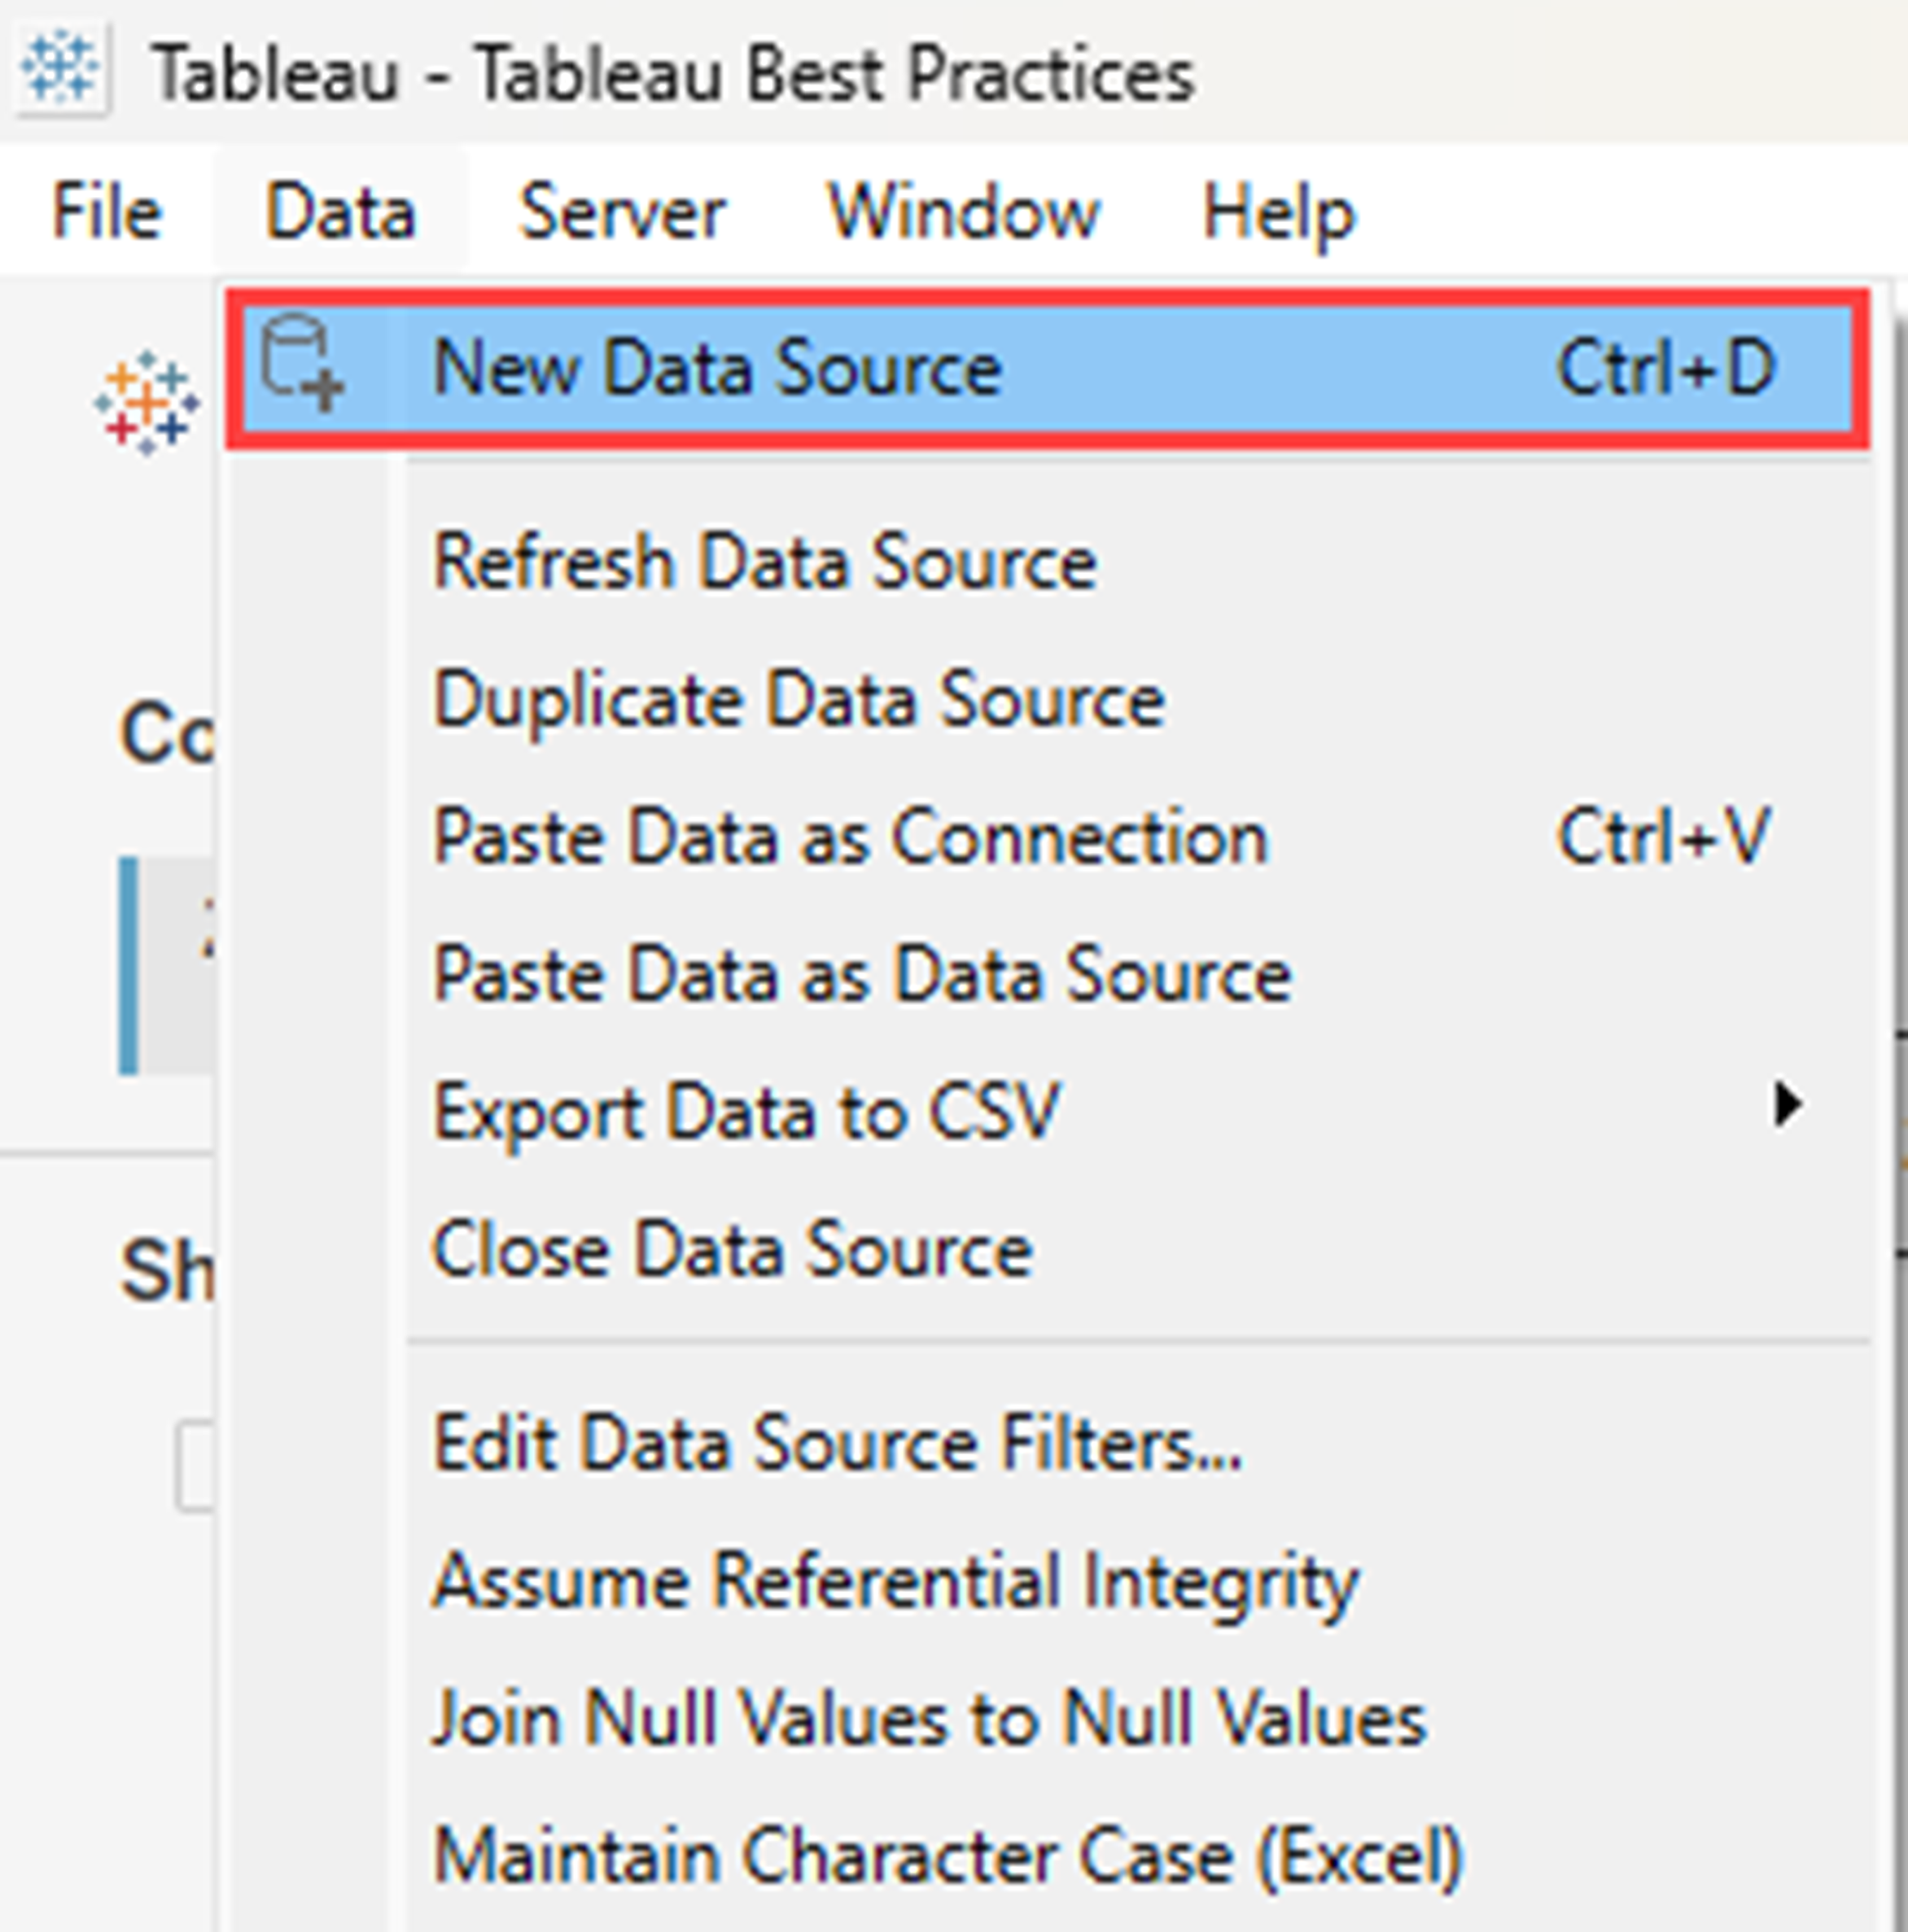 Tableau - Tableau Best Practices
File Data Server Window Help
New Data Source Ctrl+D
Refresh Data Source
Duplicate Data Source
Co
Paste Data as Connection Ctrl+V
Paste Data as Data Source
Export Data to CSV
Close Data Source
Sh
Edit Data Source Filters...
Assume Referential Integrity
Join Null Values to Null Values
Maintain Character Case (Excel)